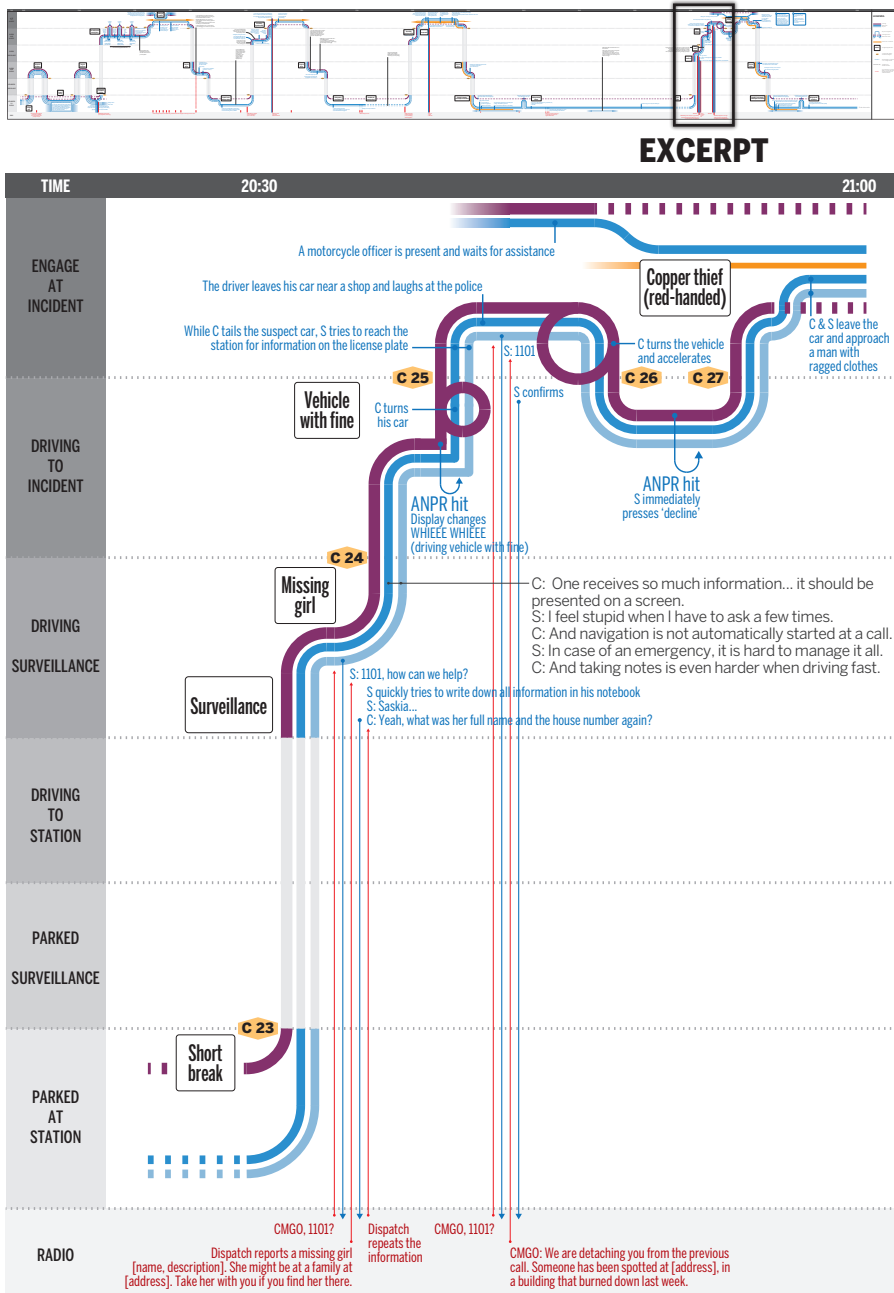 EXCERPT
TIME
20:30
21:00
ENGAGE
AT
INCIDENT
A motorcycle officer is present and waits for assistance
The driver leaves his car near a shop and laughs at the police
Copper thief
(red-handed)
While C tails the suspect car, S tries to reach the
station for information on the license plate
S: 1101
C turns the vehicle
and accelerates
C & S leave the
car and approach
a man with
ragged clothes
C 25
C 26
C 27
DRIVING
TO
INCIDENT
Vehicle
with fine
C turns
his car
S confirms
ANPR hit
Display changes
WHIEEE WHIEEE
(driving vehicle with fine)
ANPR hit
S immediately
presses ‘decline’
C 24
DRIVING
SURVEILLANCE
Missing
girl
C: One receives so much information... it should be
presented on a screen.
S: I feel stupid when I have to ask a few times.
C: And navigation is not automatically started at a call.
S: In case of an emergency, it is hard to manage it all.
C: And taking notes is even harder when driving fast.
Surveillance
S: 1101, how can we help?
S quickly tries to write down all information in his notebook
S: Saskia...
C: Yeah, what was her full name and the house number again?
DRIVING
TO
STATION
PARKED
SURVEILLANCE
C 23
PARKED
AT
STATION
Short
break
RADIO
CMGO, 1101?
Dispatch reports a missing girl
[name, description]. She might be at a family at
[address]. Take her with you if you find her there.
Dispatch
repeats the
information
CMGO, 1101?
CMGO: We are detaching you from the previous
call. Someone has been spotted at [address], in
a building that burned down last week.